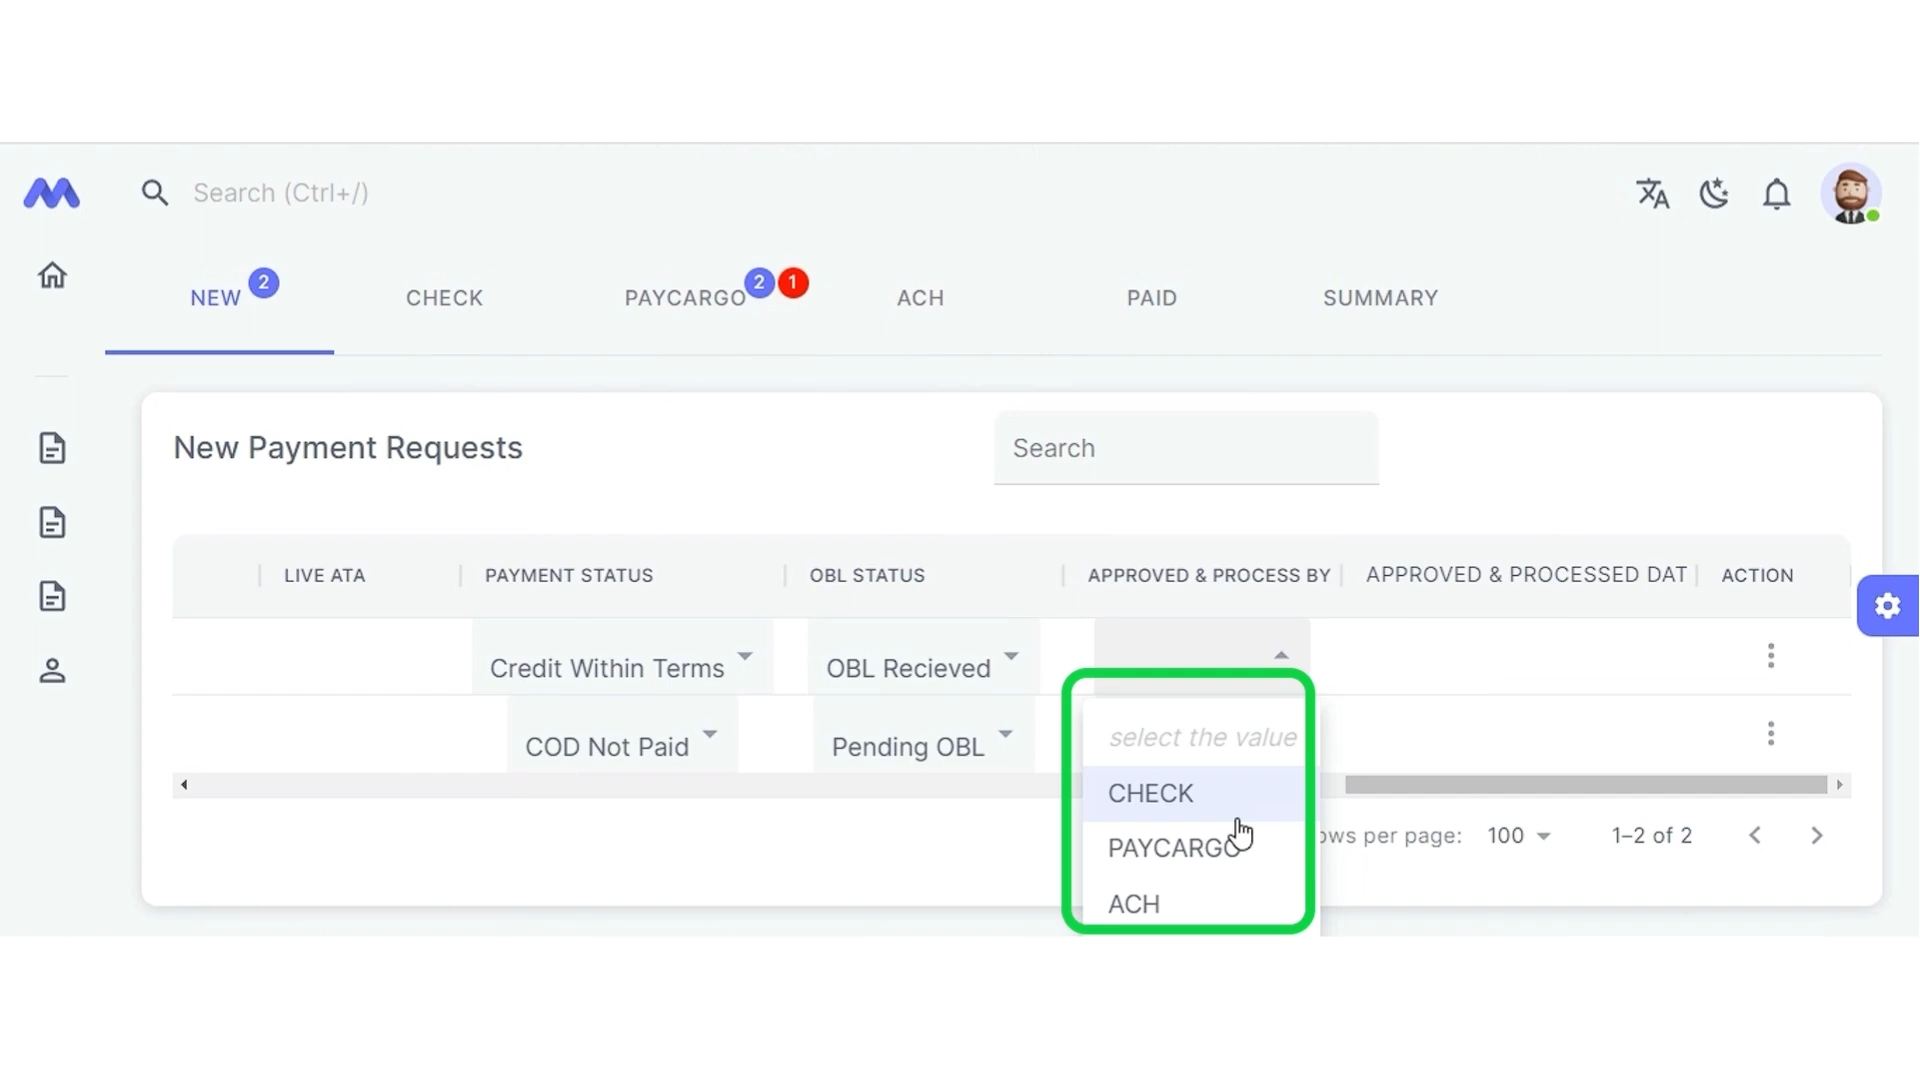 Search (Ctrl+/)
NEW 2 CHECK PAYCARGO 2 1 ACH PAID SUMMARY
New Payment Requests
Search
LIVE ATA PAYMENT STATUS OBL STATUS APPROVED & PROCESS BY APPROVED & PROCESSED DAT ACTION
Credit Within Terms OBL Recieved
COD Not Paid Pending OBL
select the value
CHECK
PAYCARGO
ACH
ows per page: 100 1–2 of 2